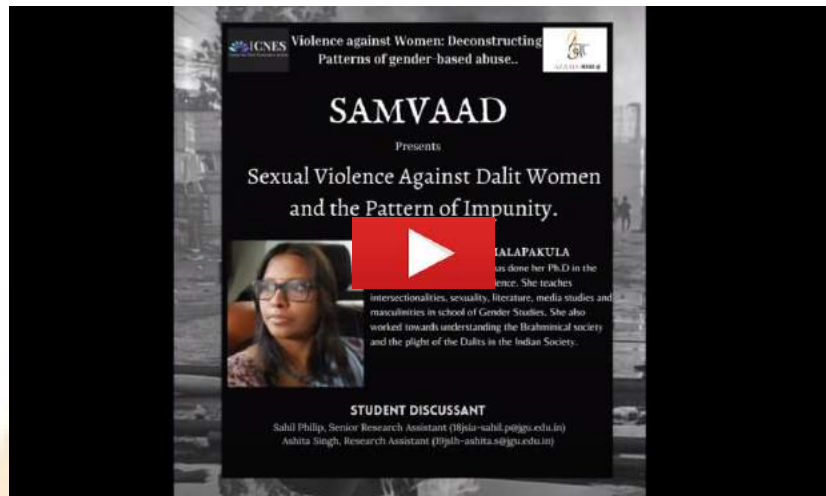 CNES
Violence against Women: Deconstructing
Patterns of gender-based abuse..
SAMVAAD
Presents
Sexual Violence Against Dalit Women
and the Pattern of Impunity.
MALAPAKULA
has done her Ph.D in the
She teaches
intersectionalities, sexuality, literature, media studies and
masculinities in school of Gender Studies. She also
worked towards understanding the Brahminical society
and the plight of the Dalits in the Indian Society.
STUDENT DISCUSSANT
Sahil Philip, Senior Research Assistant (18jsia-sahil.p@jgu.edu.in)
Ashita Singh, Research Assistant (19jslh-ashita.s@jgu.edu.in)